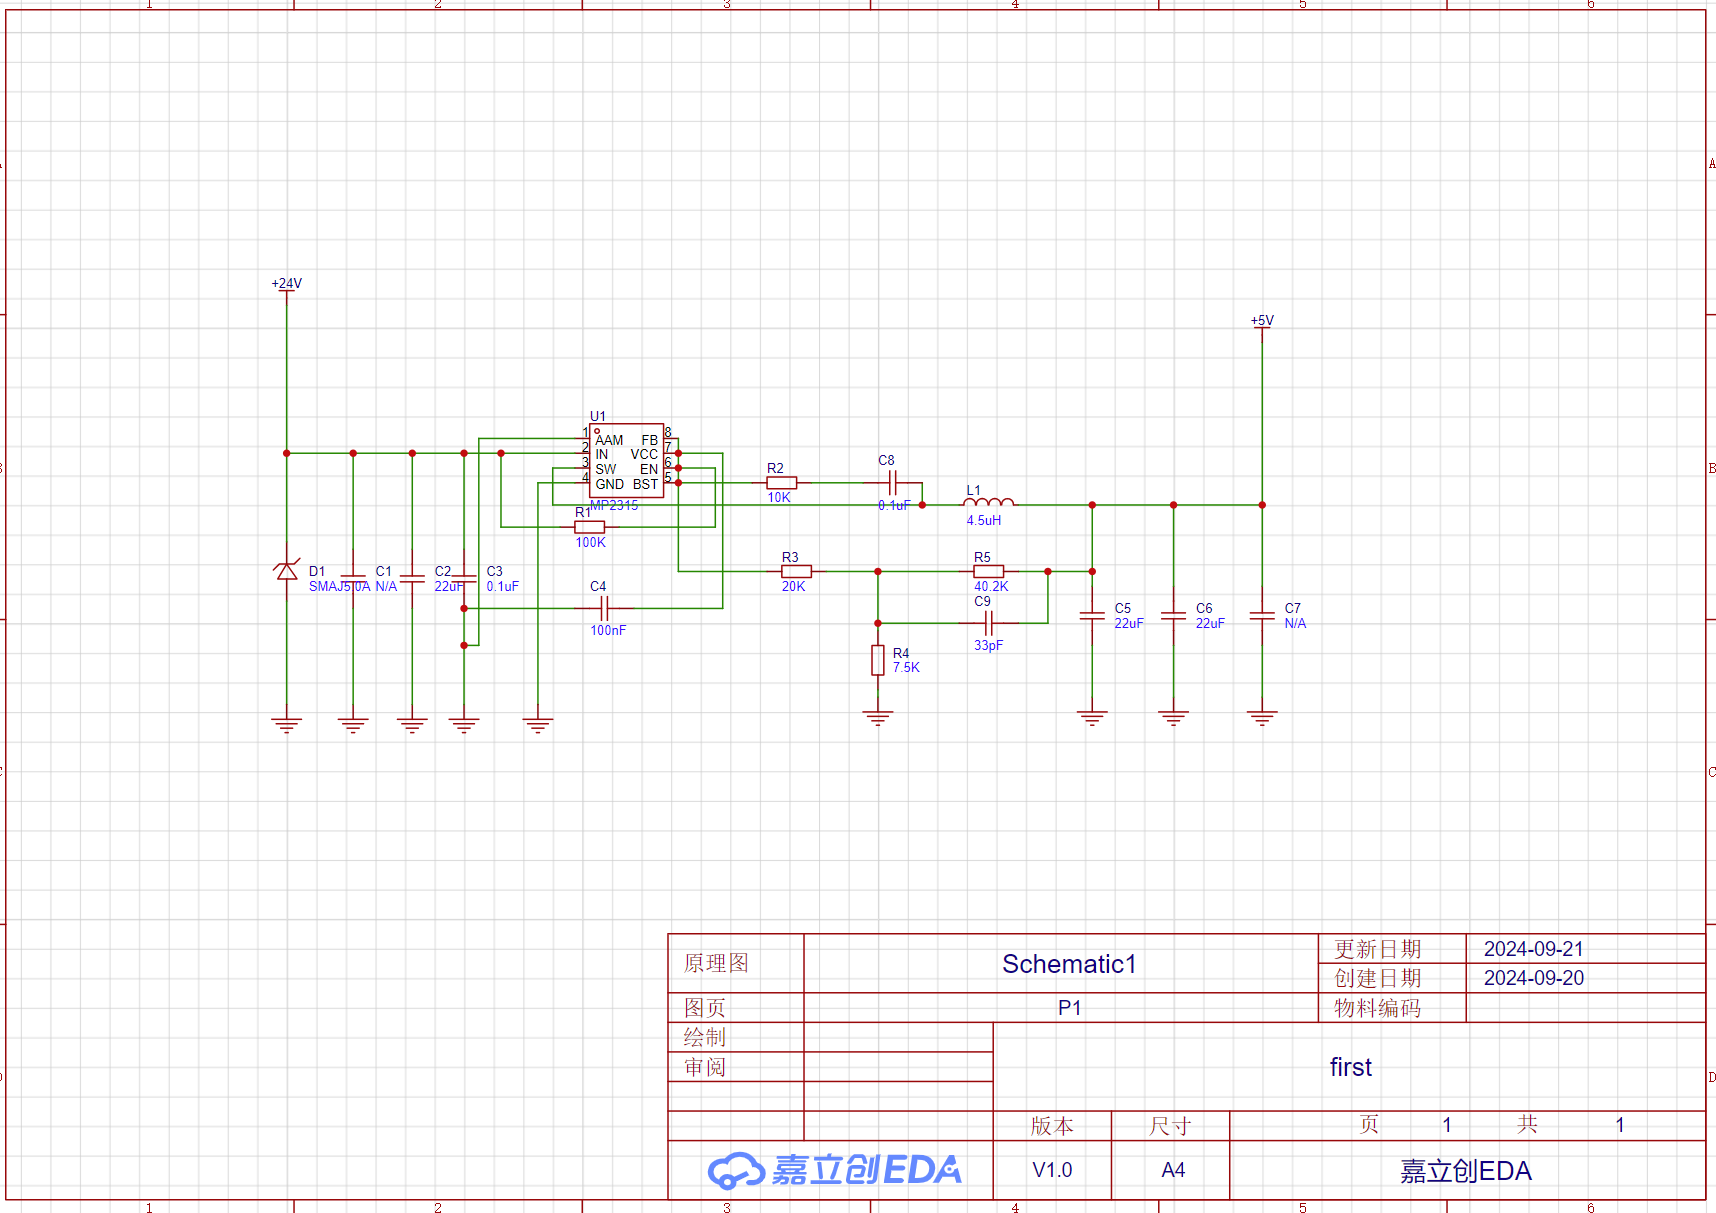 1 2 3 4 5 6
A
+24V
+5V
B
U1
1 AAM FB 8
2 IN VCC 7
3 SW EN 6
4 GND BST 5
MP2315
R1
100K
R2
10K
C8
0.1uF
L1
4.5uH
D1
SMAJ5.0A
C1
N/A
C2
22uF
C3
0.1uF
C4
100nF
R3
20K
R5
40.2K
C9
33pF
R4
7.5K
C5
22uF
C6
22uF
C7
N/A
C
D
原理图 Schematic1 更新日期 2024-09-21
创建日期 2024-09-20
图页 P1 物料编码
绘制
审阅
first
版本 尺寸 页 1 共 1
嘉立创EDA V1.0 A4 嘉立创EDA
1 2 3 4 5 6